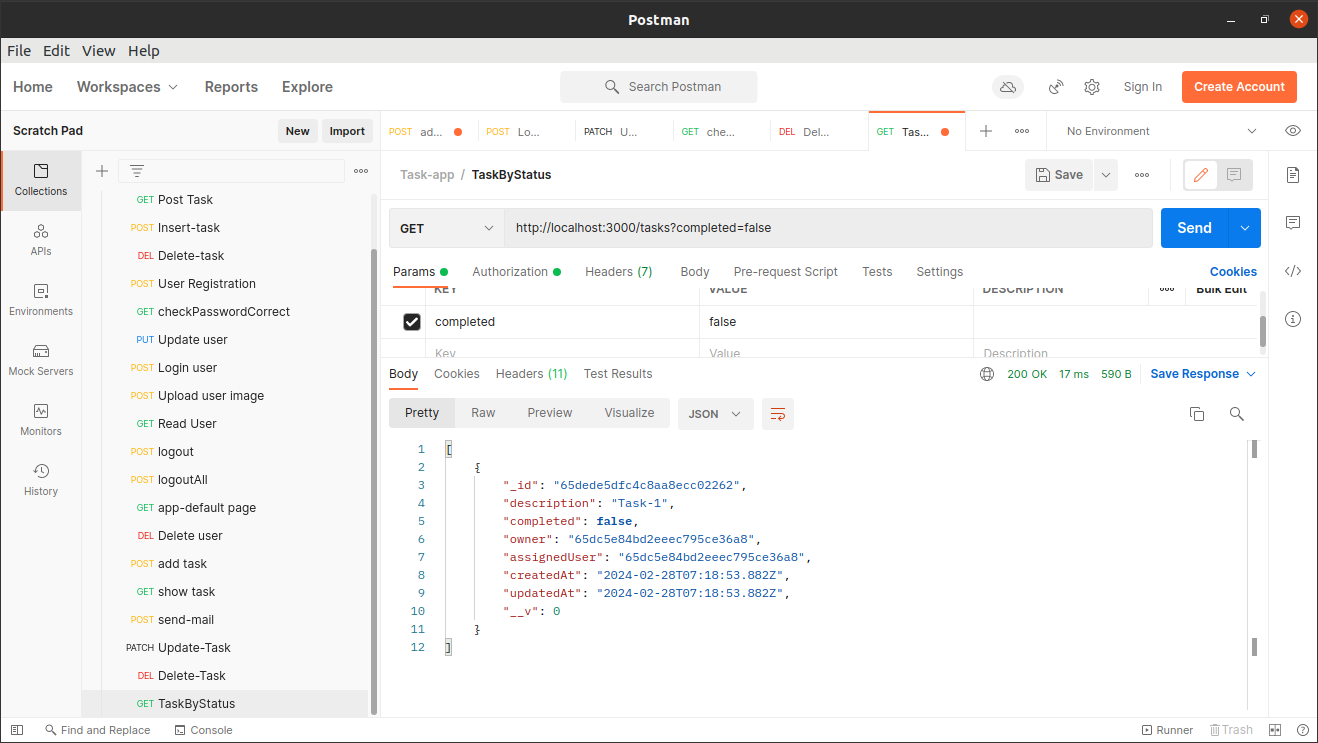 Postman
File Edit View Help
Home Workspaces Reports Explore Search Postman Sign In Create Account
Scratch Pad New Import
POST ad... POST Lo... PATCH U... GET che... DEL Del... GET Tas... No Environment
Collections
APIs
Environments
Mock Servers
Monitors
History
GET Post Task
POST Insert-task
DEL Delete-task
POST User Registration
GET checkPasswordCorrect
PUT Update user
POST Login user
POST Upload user image
GET Read User
POST logout
POST logoutAll
GET app-default page
DEL Delete user
POST add task
GET show task
POST send-mail
PATCH Update-Task
DEL Delete-Task
GET TaskByStatus
Task-app / TaskByStatus Save
GET http://localhost:3000/tasks?completed=false Send
Params Authorization Headers (7) Body Pre-request Script Tests Settings Cookies
KEY VALUE DESCRIPTION Bulk Edit
completed false
Key Value Description
Body Cookies Headers (11) Test Results 200 OK 17 ms 590 B Save Response
Pretty Raw Preview Visualize JSON
1 [
2 {
3 "_id": "65dede5dfc4c8aa8ecc02262",
4 "description": "Task-1",
5 "completed": false,
6 "owner": "65dc5e84bd2eeec795ce36a8",
7 "assignedUser": "65dc5e84bd2eeec795ce36a8",
8 "createdAt": "2024-02-28T07:18:53.882Z",
9 "updatedAt": "2024-02-28T07:18:53.882Z",
10 "__v": 0
11 }
12 ]
Find and Replace Console Runner Trash